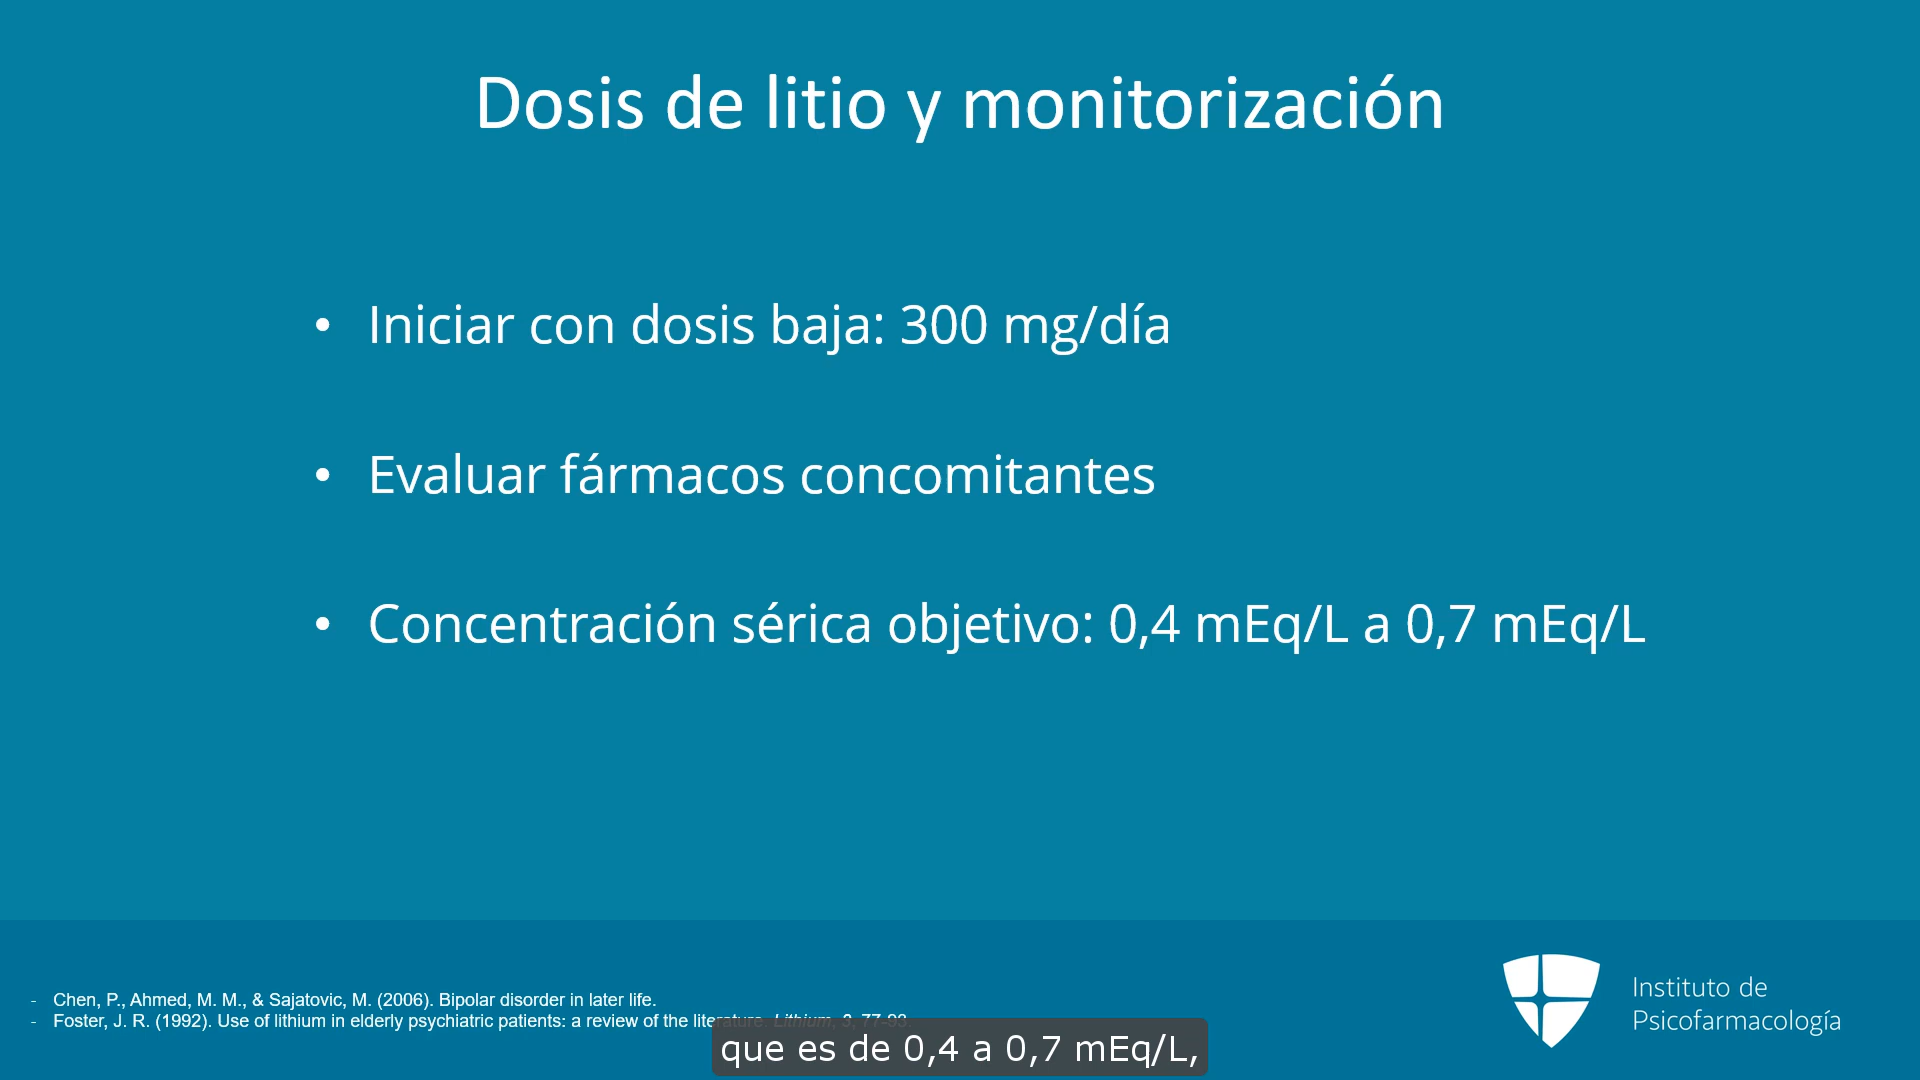 Dosis de litio y monitorización
• Iniciar con dosis baja: 300 mg/día
• Evaluar fármacos concomitantes
• Concentración sérica objetivo: 0,4 mEq/L a 0,7 mEq/L
- Chen, P., Ahmed, M. M., & Sajatovic, M. (2006). Bipolar disorder in later life.
- Foster, J. R. (1992). Use of lithium in elderly psychiatric patients: a review of the literature. Lithium, 3, 77-93.
que es de 0,4 a 0,7 mEq/L,
Instituto de
Psicofarmacología